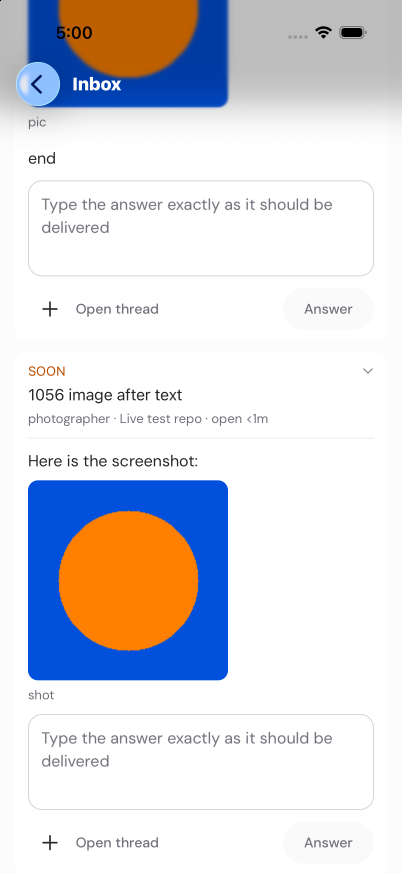 5:00
Inbox
pic
end
Type the answer exactly as it should be
delivered
Open thread
Answer
SOON
1056 image after text
photographer · Live test repo · open <1m
Here is the screenshot:
shot
Type the answer exactly as it should be
delivered
Open thread
Answer